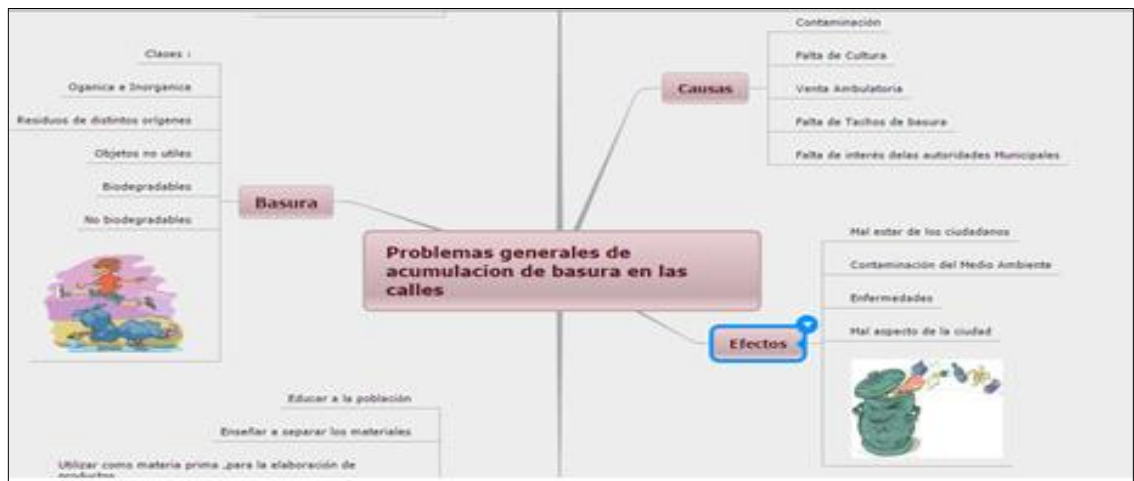 Problemas generales de
acumulacion de basura en las
calles
Basura
Clases :
Oganica e Inorganica
Residuos de distintos origenes
Objetos no utiles
Biodegradables
No biodegradables
Causas
Contaminación
Falta de Cultura
Venta Ambulatoria
Falta de Tachos de basura
Falta de interés delas autoridades Municipales
Efectos
Mal estar de los ciudadanos
Contaminación del Medio Ambiente
Enfermedades
Mal aspecto de la ciudad
Educar a la población
Enseñar a separar los materiales
Utilizar como materia prima ,para la elaboración de
productos